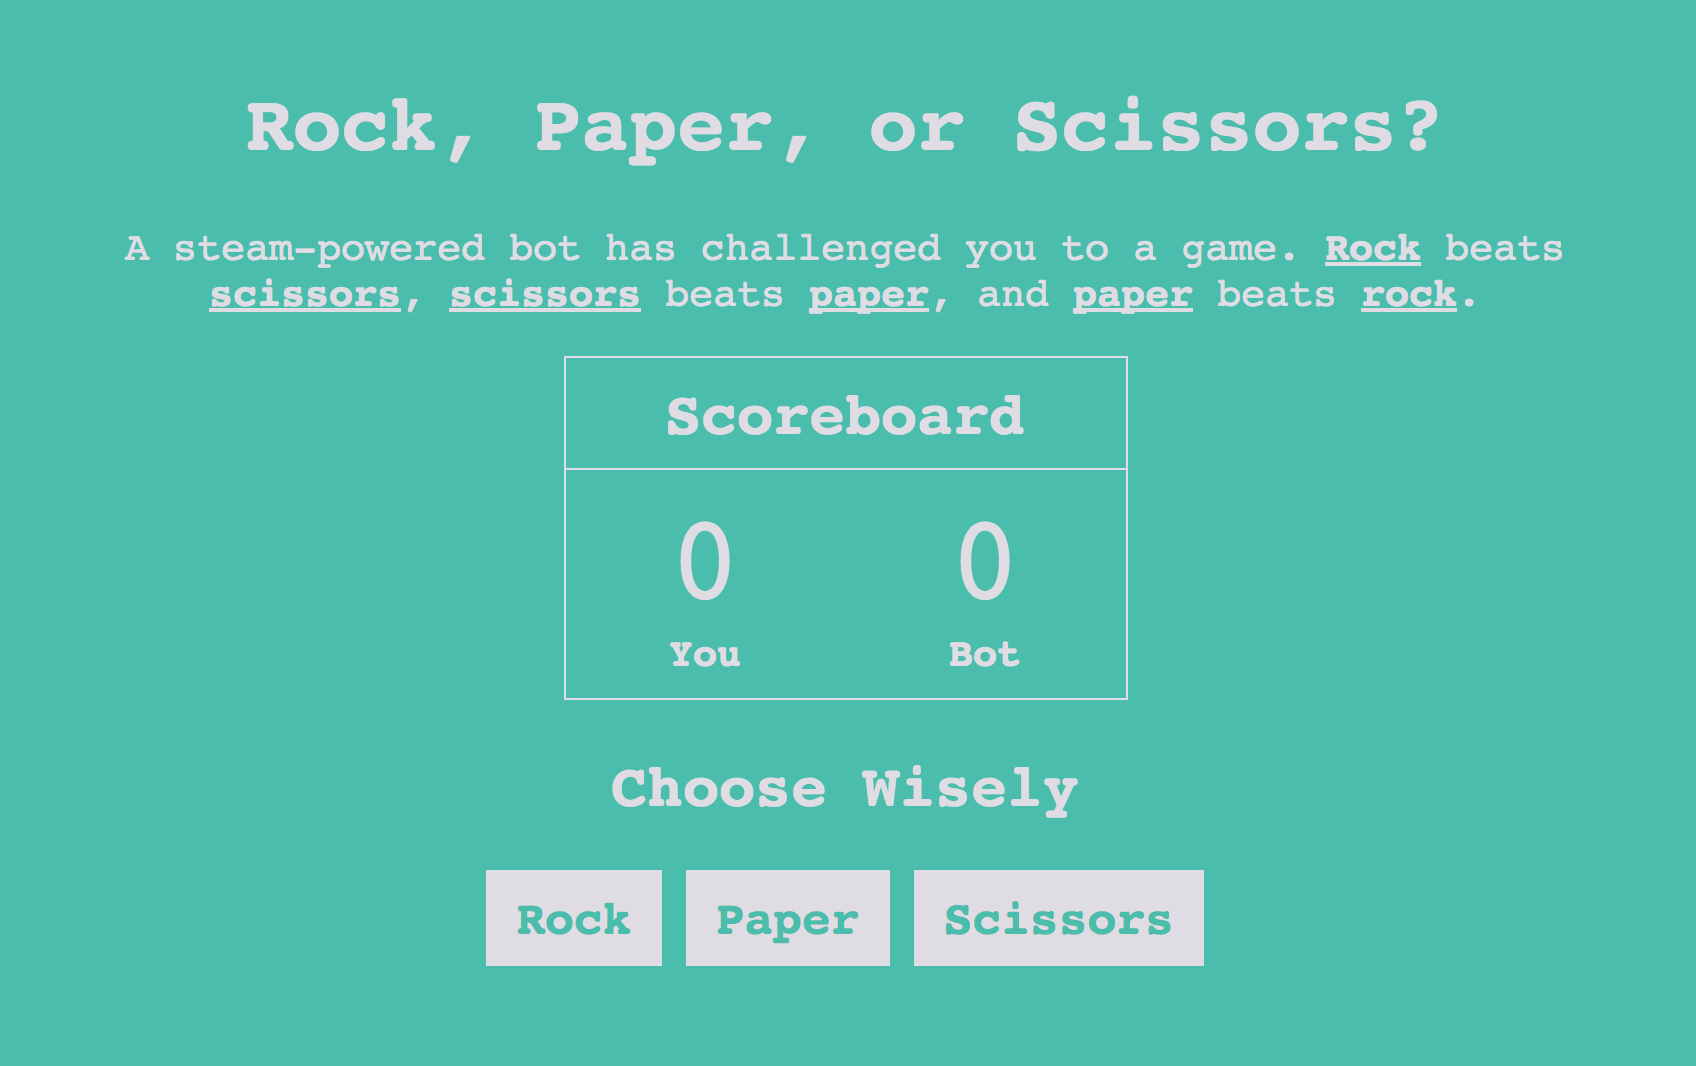 Rock, Paper, or Scissors?
A steam-powered bot has challenged you to a game. Rock beats
scissors, scissors beats paper, and paper beats rock.
Scoreboard
0 0
You Bot
Choose Wisely
Rock Paper Scissors